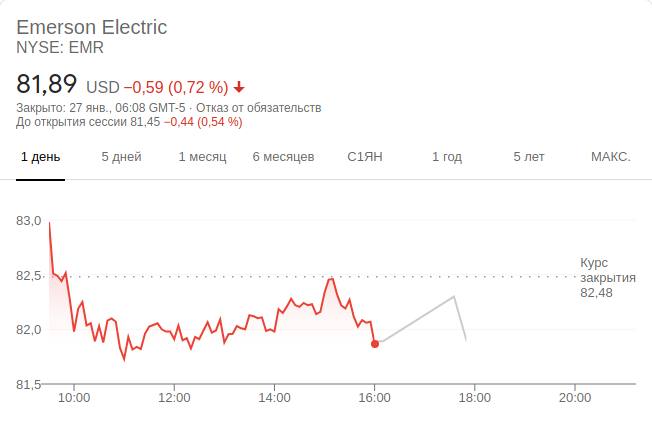 Emerson Electric
NYSE: EMR
81,89 USD −0,59 (0,72 %)
Закрыто: 27 янв., 06:08 GMT-5 · Отказ от обязательств
До открытия сессии 81,45 −0,44 (0,54 %)
1 день 5 дней 1 месяц 6 месяцев С1ЯН 1 год 5 лет МАКС.
83,0
82,5
82,0
81,5
Курс
закрытия
82,48
10:00 12:00 14:00 16:00 18:00 20:00